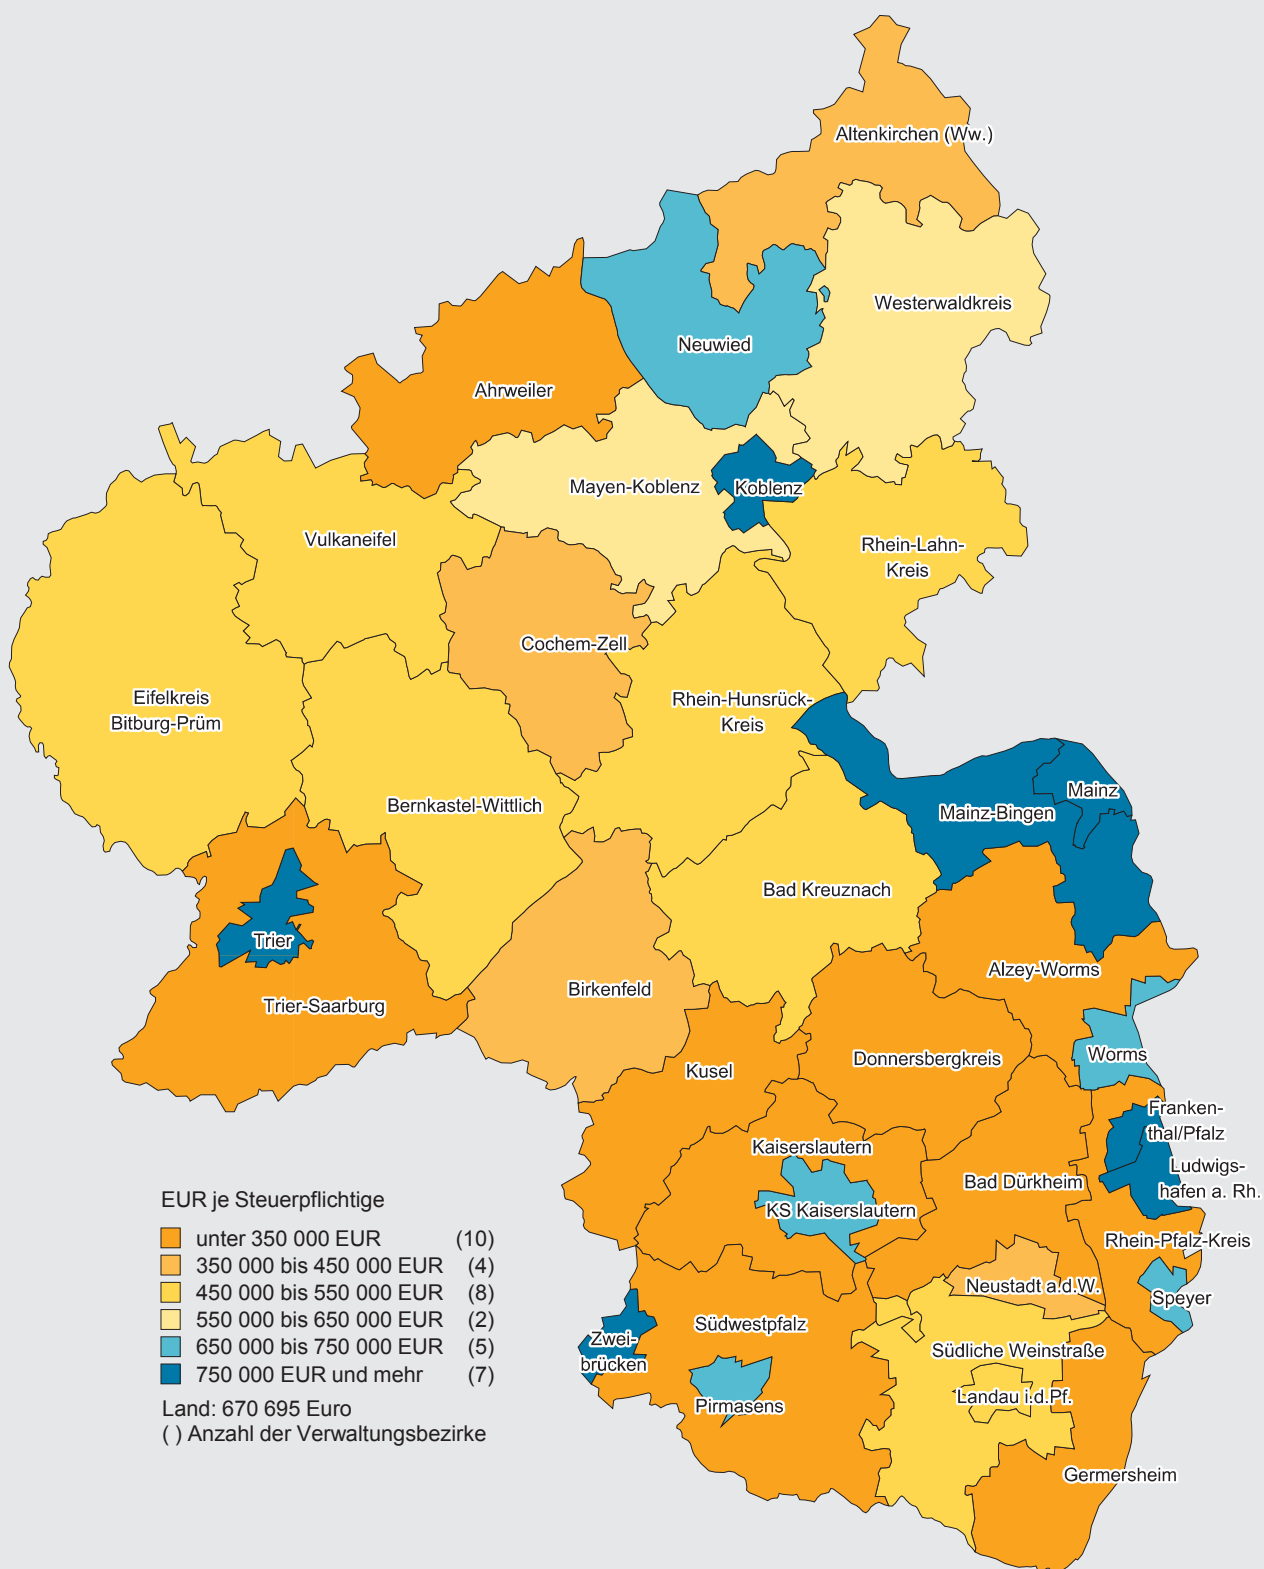 Altenkirchen (Ww.)
Westerwaldkreis
Neuwied
Ahrweiler
Mayen-Koblenz
Koblenz
Vulkaneifel
Rhein-Lahn-
Kreis
Cochem-Zell
Eifelkreis
Bitburg-Prüm
Rhein-Hunsrück-
Kreis
Mainz
Bernkastel-Wittlich
Mainz-Bingen
Bad Kreuznach
Trier
Alzey-Worms
Birkenfeld
Trier-Saarburg
Worms
Donnersbergkreis
Kusel
Franken-
thal/Pfalz
Kaiserslautern
Ludwigs-
hafen a. Rh.
Bad Dürkheim
KS Kaiserslautern
Rhein-Pfalz-Kreis
Neustadt a.d.W.
Speyer
Südwestpfalz
Zwei-
brücken
Südliche Weinstraße
Landau i.d.Pf.
Pirmasens
Germersheim
EUR je Steuerpflichtige
unter 350 000 EUR (10)
350 000 bis 450 000 EUR (4)
450 000 bis 550 000 EUR (8)
550 000 bis 650 000 EUR (2)
650 000 bis 750 000 EUR (5)
750 000 EUR und mehr (7)
Land: 670 695 Euro
( ) Anzahl der Verwaltungsbezirke